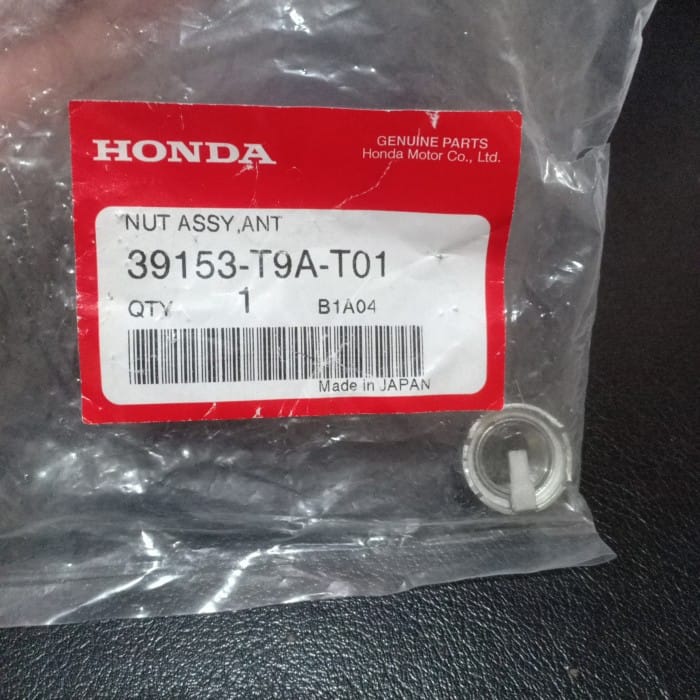 HONDA
GENUINE PARTS
Honda Motor Co., Ltd.
NUT ASSY,ANT
39153-T9A-T01
QTY 1 B1A04
Made in JAPAN